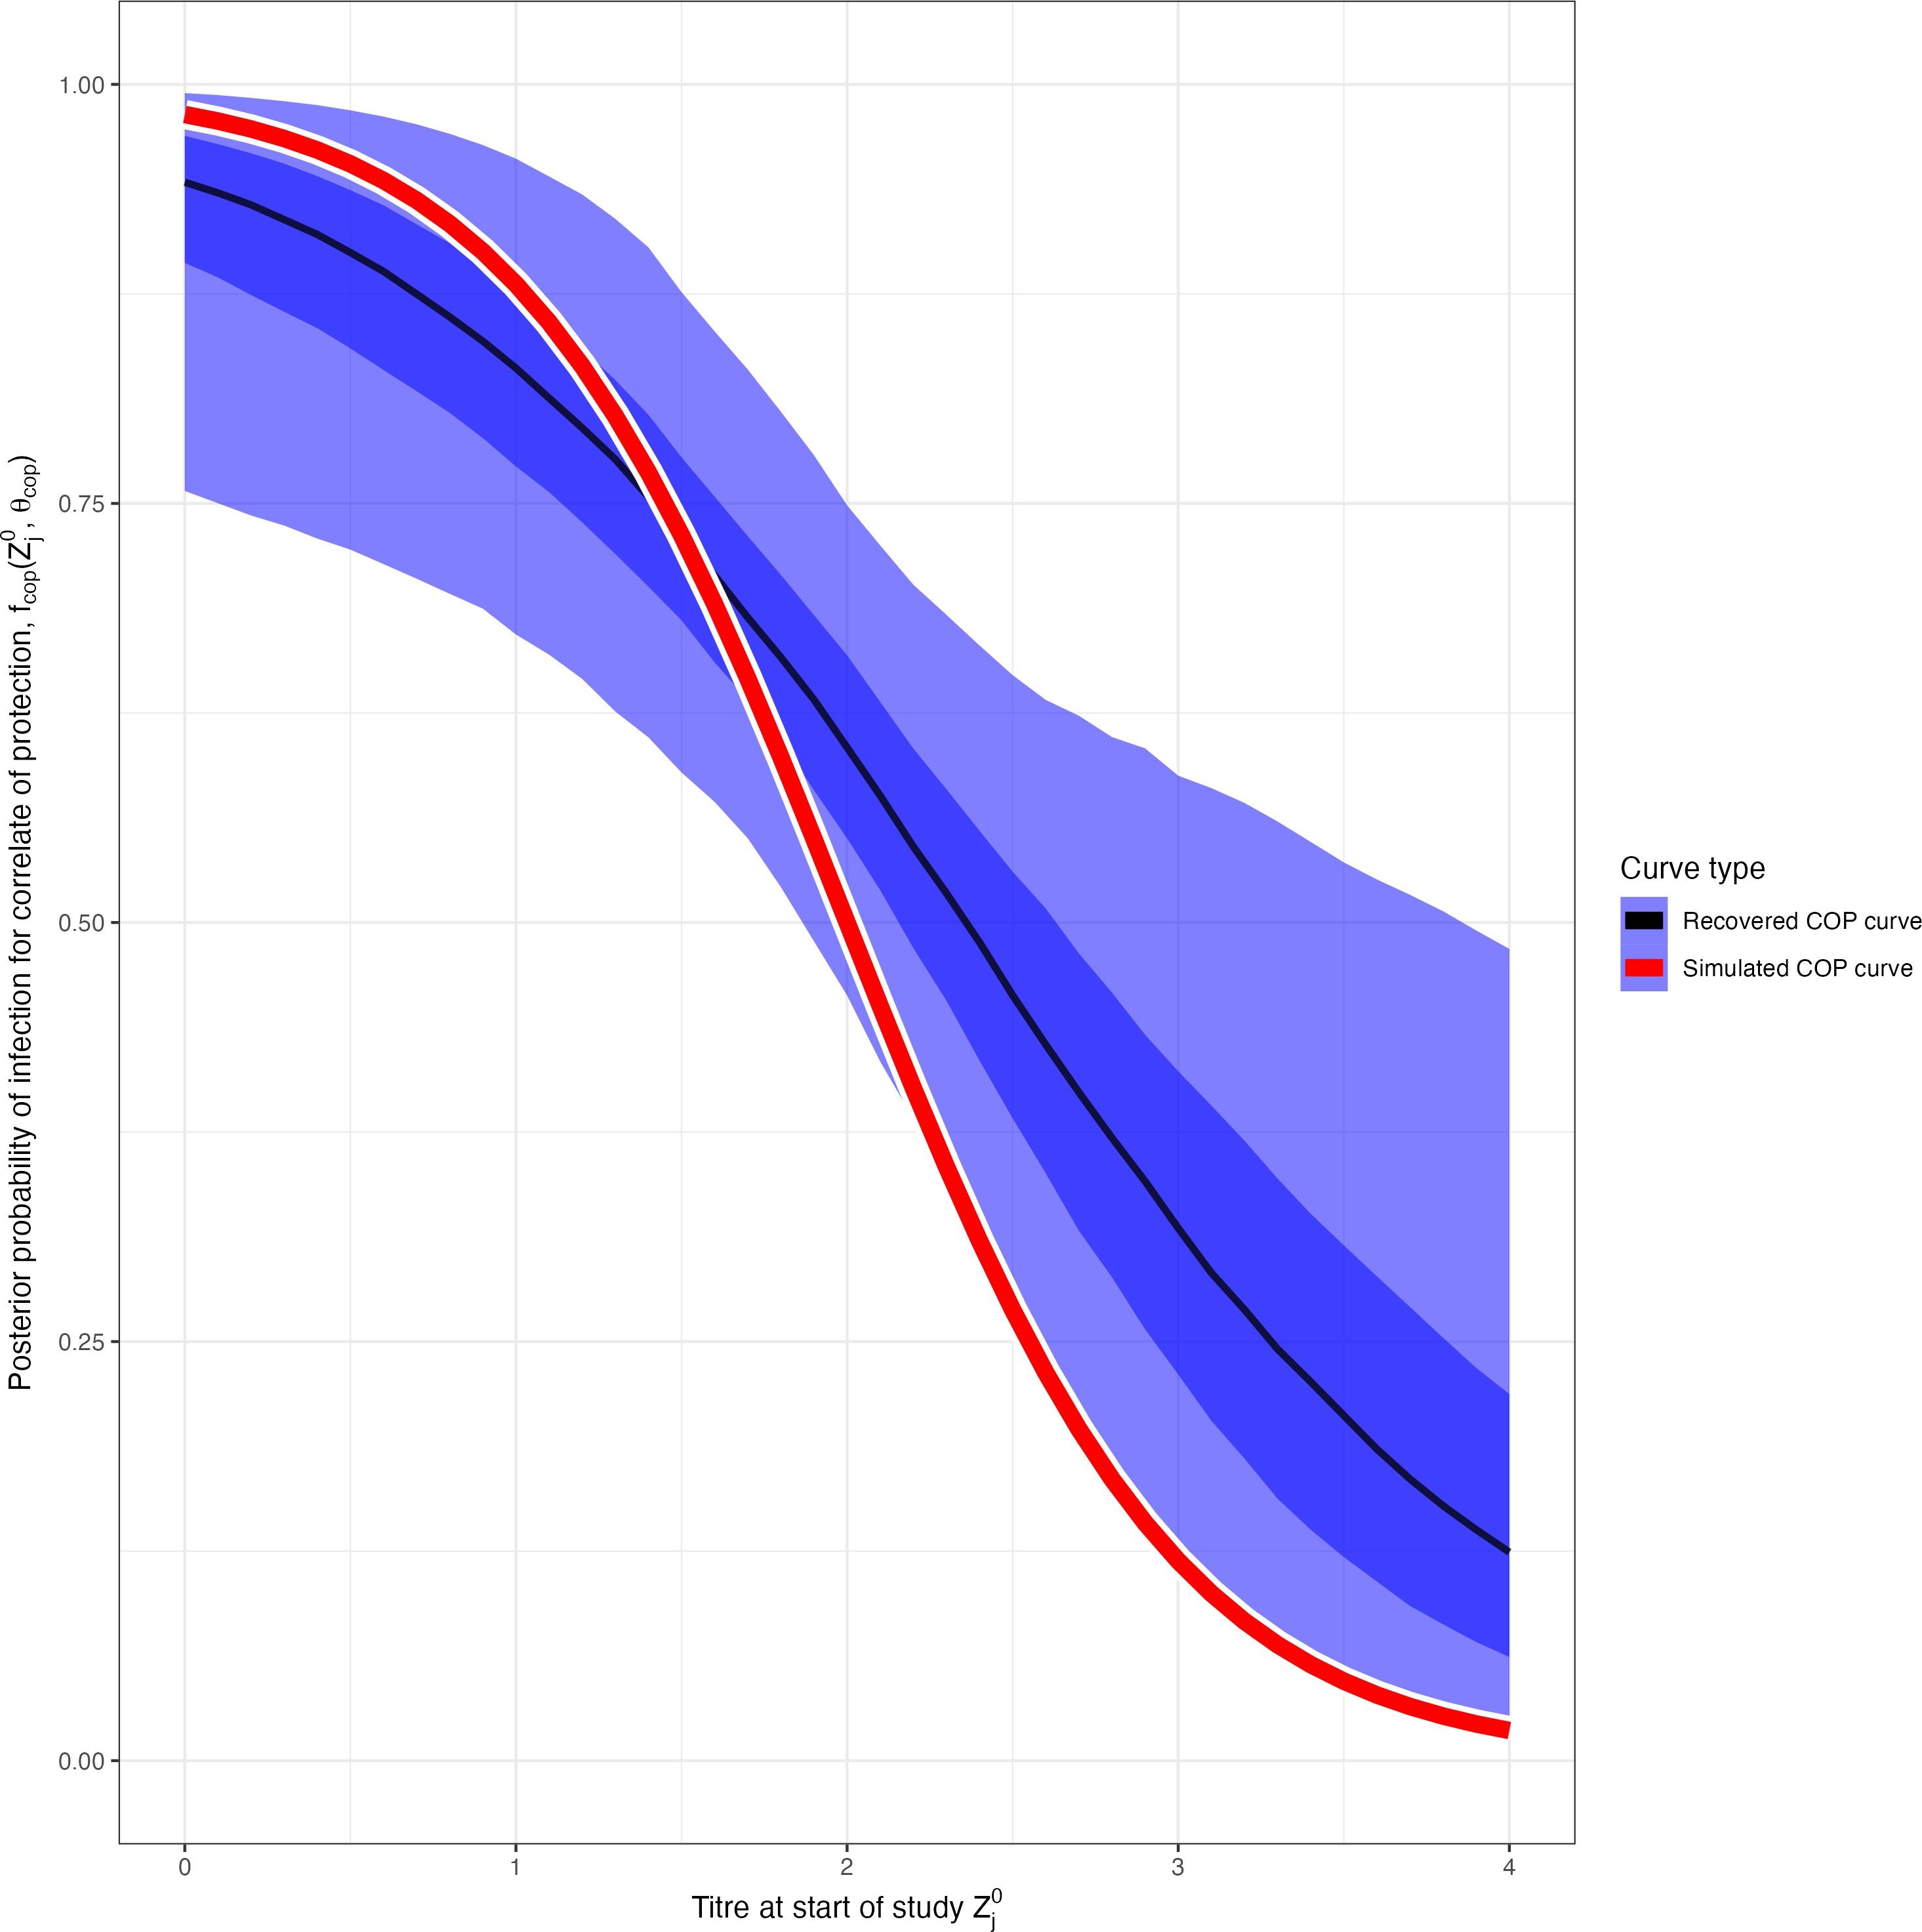 Posterior probability of infection for correlate of protection, f_cop(Z_j^0, θ_cop)
1.00
0.75
0.50
0.25
0.00
0 1 2 3 4
Titre at start of study Z_j^0
Curve type
Recovered COP curve
Simulated COP curve